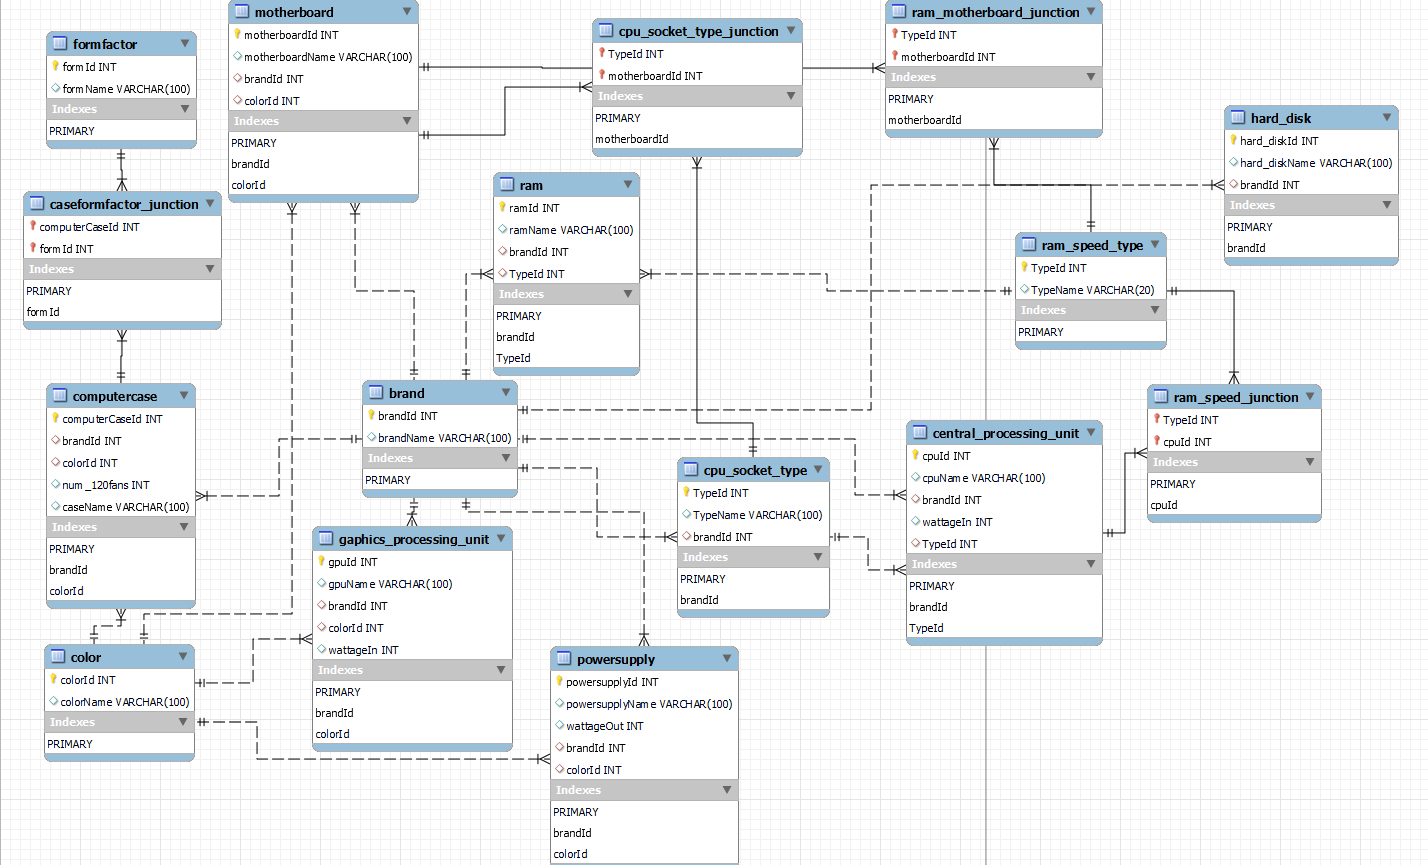 motherboard
motherboardId INT
motherboardName VARCHAR(100)
brandId INT
colorId INT
Indexes
PRIMARY
brandId
colorId
ram_motherboard_junction
TypeId INT
motherboardId INT
Indexes
PRIMARY
motherboardId
cpu_socket_type_junction
TypeId INT
motherboardId INT
Indexes
PRIMARY
motherboardId
formfactor
formId INT
formName VARCHAR(100)
Indexes
PRIMARY
hard_disk
hard_diskId INT
hard_diskName VARCHAR(100)
brandId INT
Indexes
PRIMARY
brandId
ram
ramId INT
ramName VARCHAR(100)
brandId INT
TypeId INT
Indexes
PRIMARY
brandId
TypeId
caseformfactor_junction
computerCaseId INT
formId INT
Indexes
PRIMARY
formId
ram_speed_type
TypeId INT
TypeName VARCHAR(20)
Indexes
PRIMARY
computercase
computerCaseId INT
brandId INT
colorId INT
num_120fans INT
caseName VARCHAR(100)
Indexes
PRIMARY
brandId
colorId
brand
brandId INT
brandName VARCHAR(100)
Indexes
PRIMARY
ram_speed_junction
TypeId INT
cpuId INT
Indexes
PRIMARY
cpuId
central_processing_unit
cpuId INT
cpuName VARCHAR(100)
brandId INT
wattageIn INT
TypeId INT
Indexes
PRIMARY
brandId
TypeId
cpu_socket_type
TypeId INT
TypeName VARCHAR(100)
brandId INT
Indexes
PRIMARY
brandId
gaphics_processing_unit
gpuId INT
gpuName VARCHAR(100)
brandId INT
colorId INT
wattageIn INT
Indexes
PRIMARY
brandId
colorId
color
colorId INT
colorName VARCHAR(100)
Indexes
PRIMARY
powersupply
powersupplyId INT
powersupplyName VARCHAR(100)
wattageOut INT
brandId INT
colorId INT
Indexes
PRIMARY
brandId
colorId